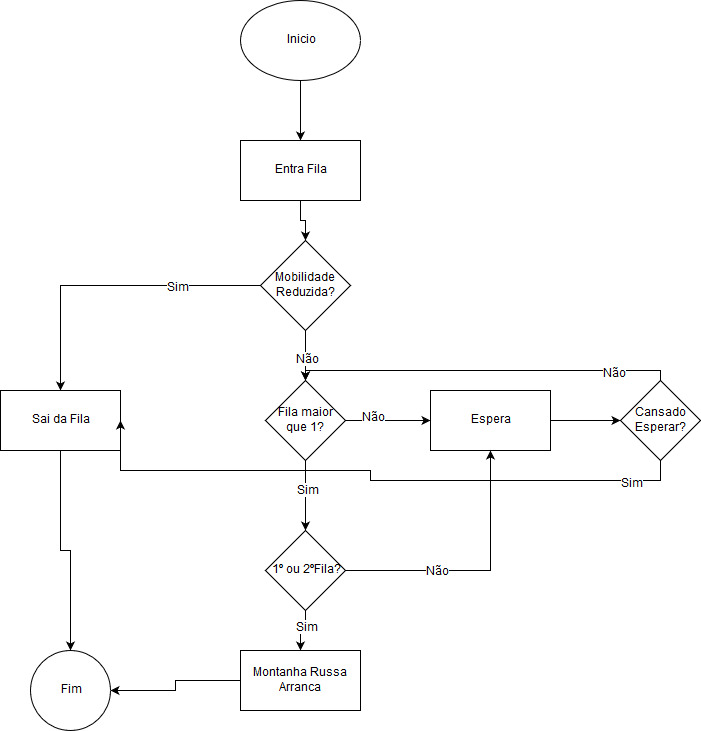 Inicio
Entra Fila
Mobilidade
Reduzida?
Sim
Não
Não
Sai da Fila
Fila maior
que 1?
Não
Espera
Cansado
Esperar?
Sim
Sim
1º ou 2ºFila?
Não
Sim
Montanha Russa
Arranca
Fim